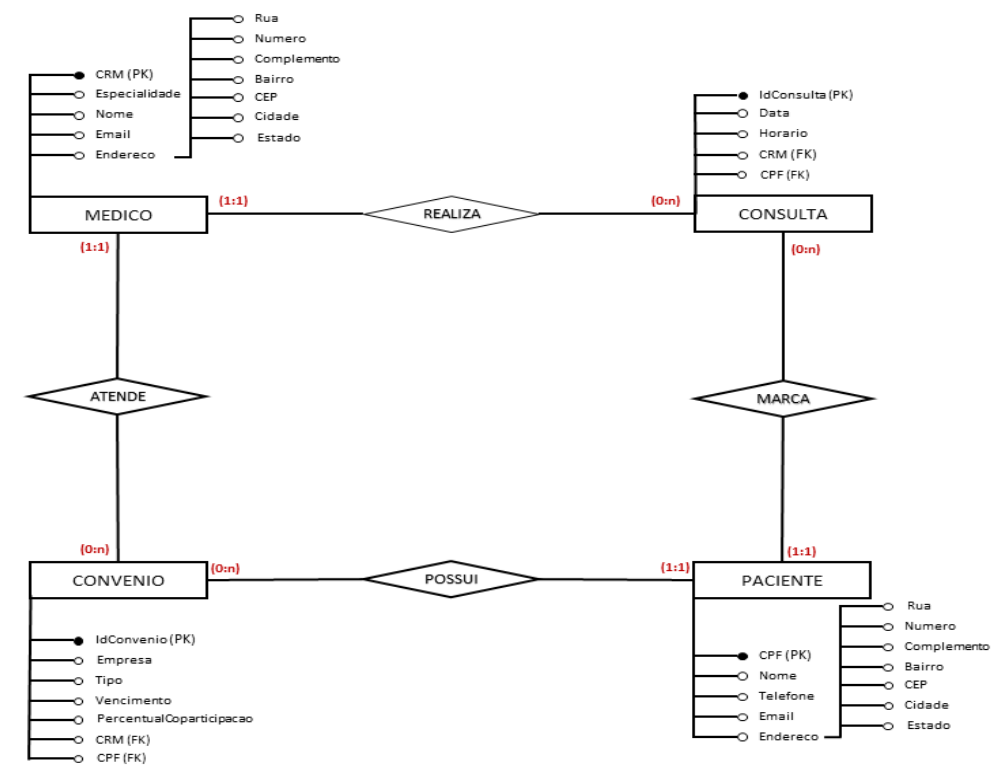 Rua
Numero
Complemento
Bairro
CEP
Cidade
Estado
CRM (PK)
Especialidade
Nome
Email
Endereco
IdConsulta (PK)
Data
Horario
CRM (FK)
CPF (FK)
MEDICO
(1:1)
REALIZA
(0:n)
CONSULTA
(1:1)
(0:n)
ATENDE
MARCA
(0:n)
(1:1)
CONVENIO
(0:n)
POSSUI
(1:1)
PACIENTE
IdConvenio (PK)
Empresa
Tipo
Vencimento
PercentualCoparticipacao
CRM (FK)
CPF (FK)
CPF (PK)
Nome
Telefone
Email
Endereco
Rua
Numero
Complemento
Bairro
CEP
Cidade
Estado